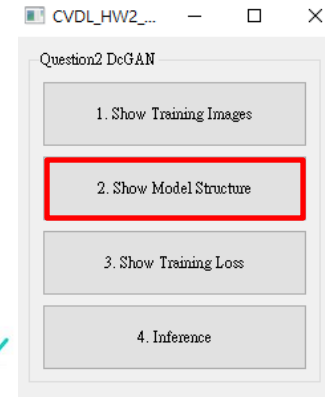 CVDL_HW2_...
Question2 DcGAN
1. Show Training Images
2. Show Model Structure
3. Show Training Loss
4. Inference